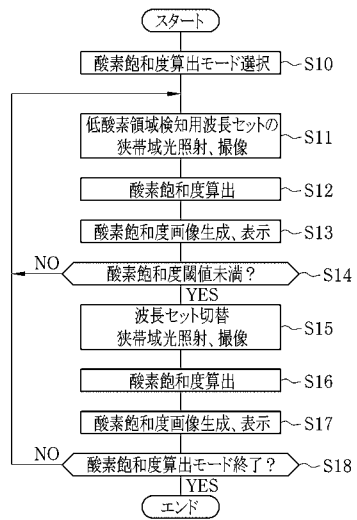 スタート
酸素飽和度算出モード選択
S10
低酸素領域検知用波長セットの
狭帯域光照射、撮像
S11
酸素飽和度算出
S12
酸素飽和度画像生成、表示
S13
NO
酸素飽和度閾値未満？
S14
YES
波長セット切替
狭帯域光照射、撮像
S15
酸素飽和度算出
S16
酸素飽和度画像生成、表示
S17
NO
酸素飽和度算出モード終了？
S18
YES
エンド